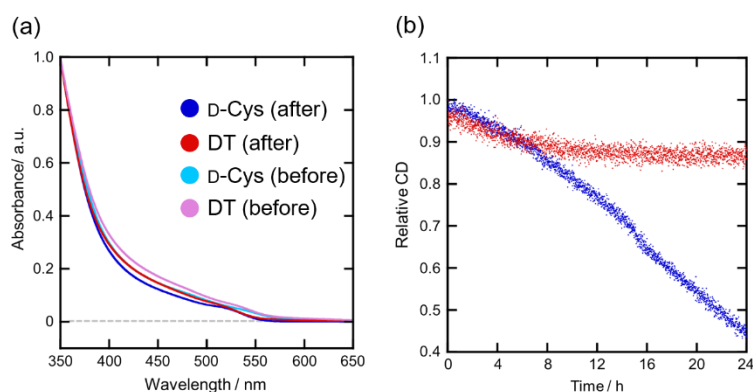 (a)
1.0
0.8
0.6
0.4
0.2
0
Absorbance/ a.u.
D-Cys (after)
DT (after)
D-Cys (before)
DT (before)
350 400 450 500 550 600 650
Wavelength / nm
(b)
1.1
1.0
0.9
0.8
0.7
0.6
0.5
0.4
Relative CD
0 4 8 12 16 20 24
Time / h